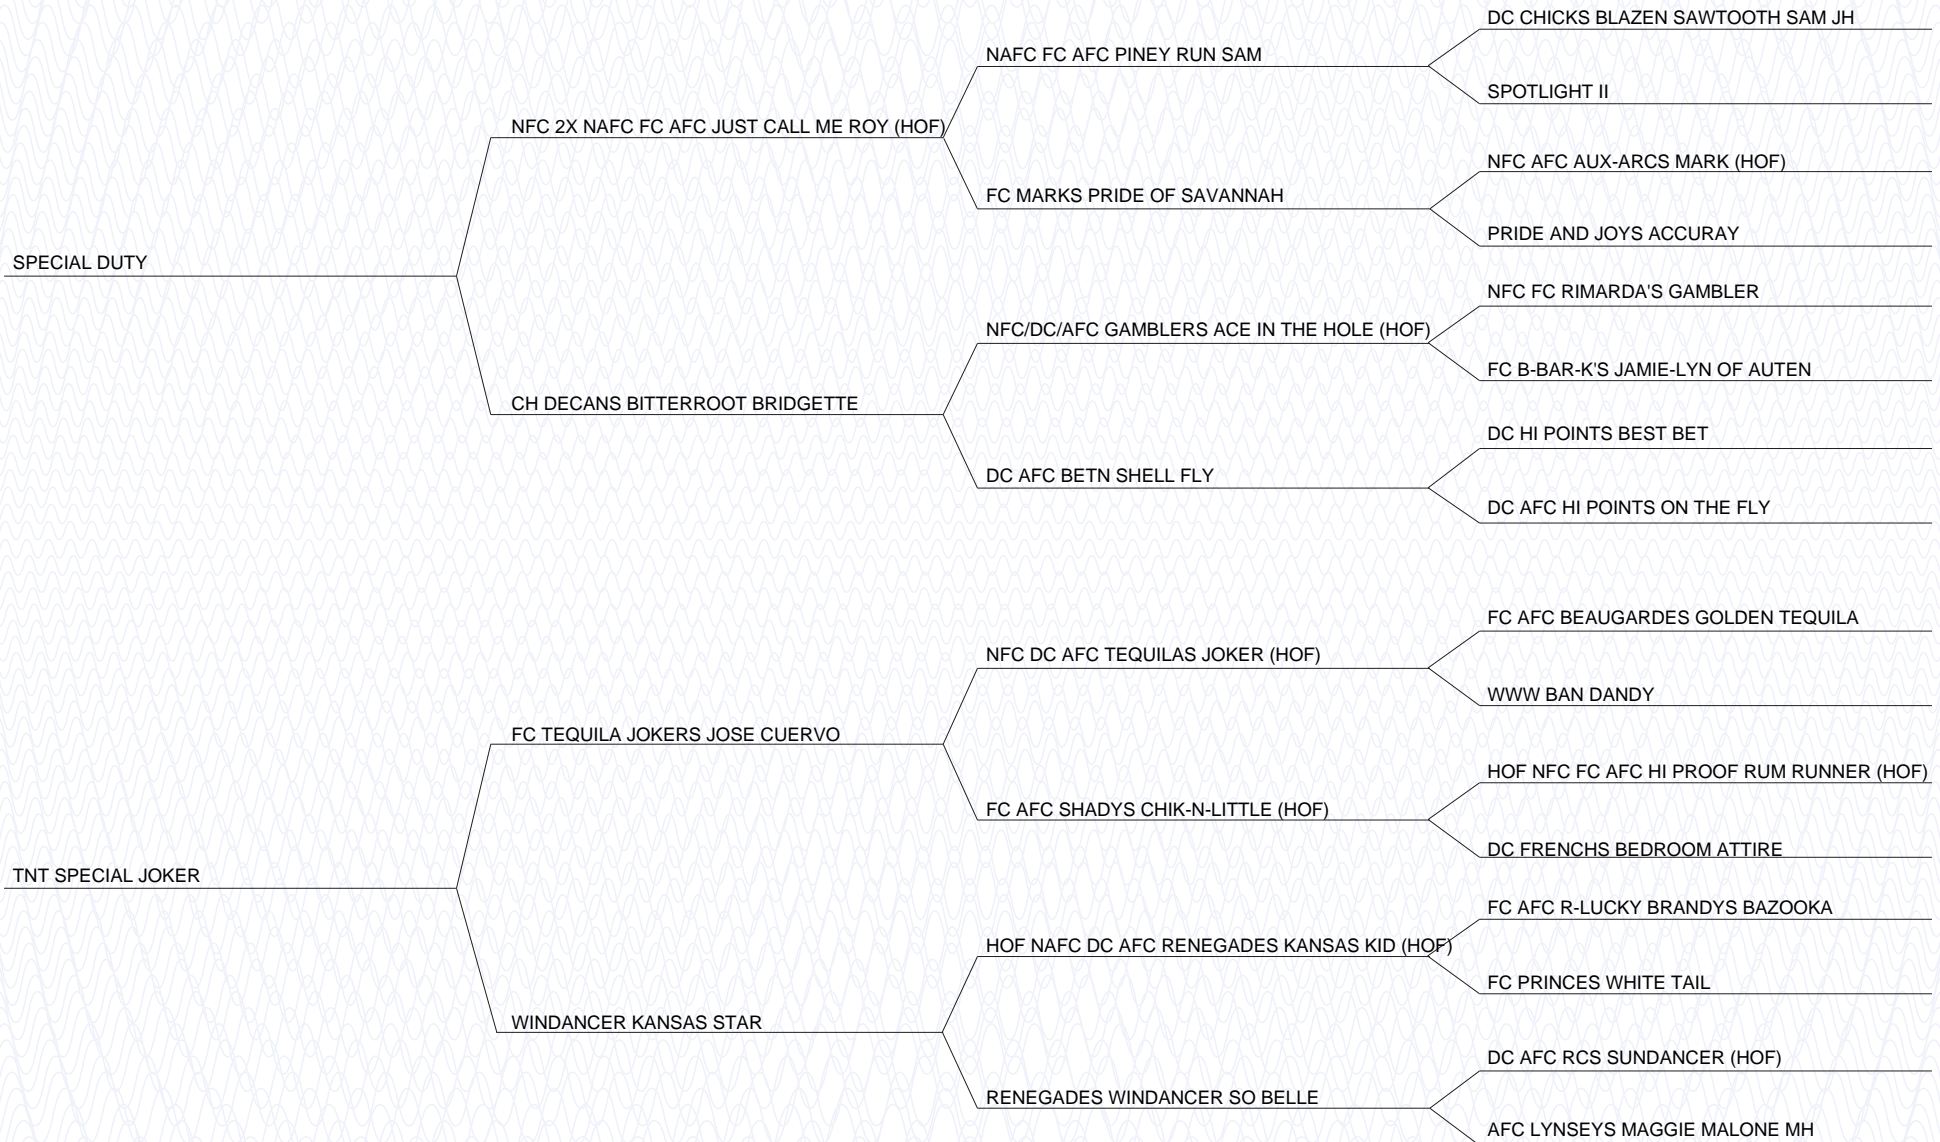 DC CHICKS BLAZEN SAWTOOTH SAM JH
NAFC FC AFC PINEY RUN SAM
SPOTLIGHT II
NFC 2X NAFC FC AFC JUST CALL ME ROY (HOF)
NFC AFC AUX-ARCS MARK (HOF)
FC MARKS PRIDE OF SAVANNAH
PRIDE AND JOYS ACCURAY
SPECIAL DUTY
NFC FC RIMARDA'S GAMBLER
NFC/DC/AFC GAMBLERS ACE IN THE HOLE (HOF)
FC B-BAR-K'S JAMIE-LYN OF AUTEN
CH DECANS BITTERROOT BRIDGETTE
DC HI POINTS BEST BET
DC AFC BETN SHELL FLY
DC AFC HI POINTS ON THE FLY
FC AFC BEAUGARDES GOLDEN TEQUILA
NFC DC AFC TEQUILAS JOKER (HOF)
WWW BAN DANDY
FC TEQUILA JOKERS JOSE CUERVO
HOF NFC FC AFC HI PROOF RUM RUNNER (HOF)
FC AFC SHADYS CHIK-N-LITTLE (HOF)
DC FRENCHS BEDROOM ATTIRE
TNT SPECIAL JOKER
FC AFC R-LUCKY BRANDYS BAZOOKA
HOF NAFC DC AFC RENEGADES KANSAS KID (HOF)
FC PRINCES WHITE TAIL
WINDANCER KANSAS STAR
DC AFC RCS SUNDANCER (HOF)
RENEGADES WINDANCER SO BELLE
AFC LYNSEYS MAGGIE MALONE MH